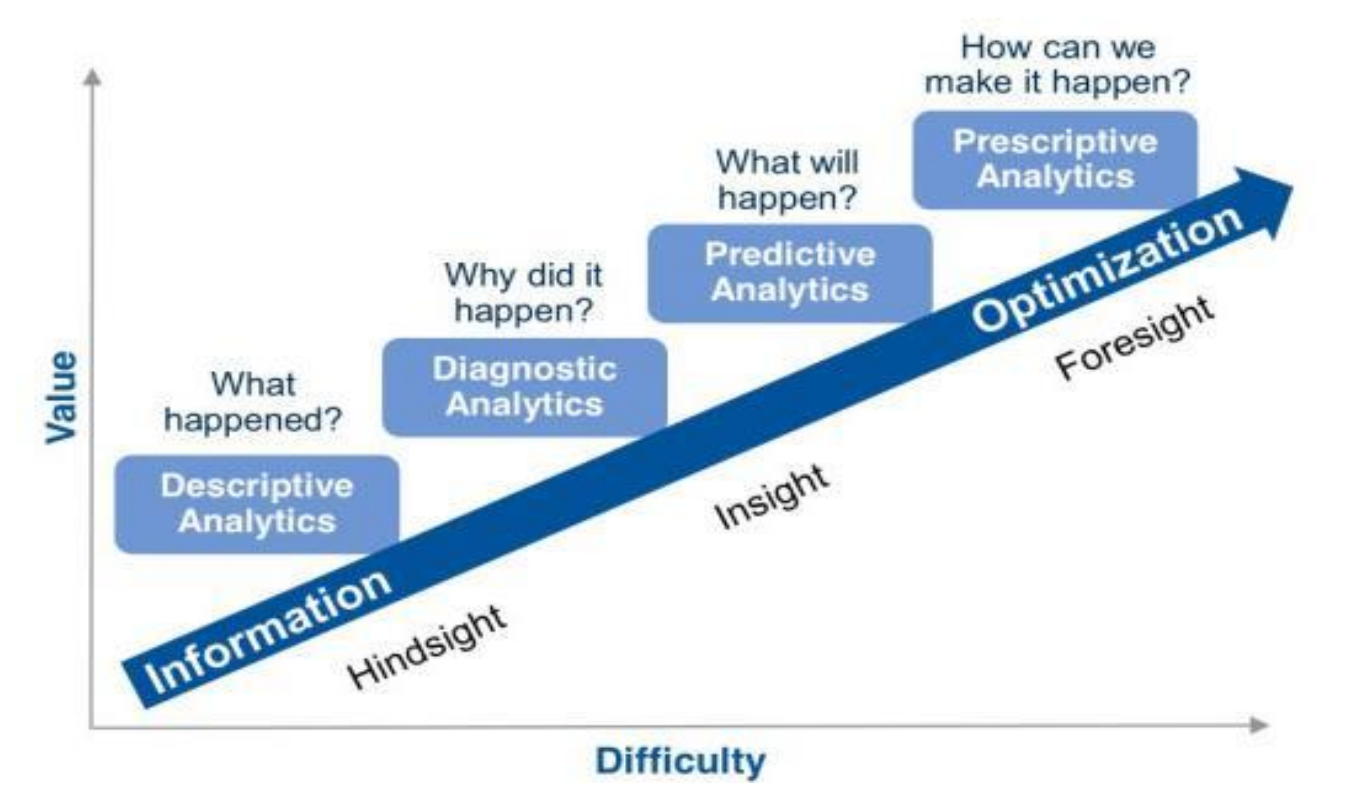 How can we
make it happen?
Prescriptive
Analytics
What will
happen?
Predictive
Analytics
Why did it
happen?
Diagnostic
Analytics
What
happened?
Descriptive
Analytics
Value
Information
Optimization
Hindsight
Insight
Foresight
Difficulty